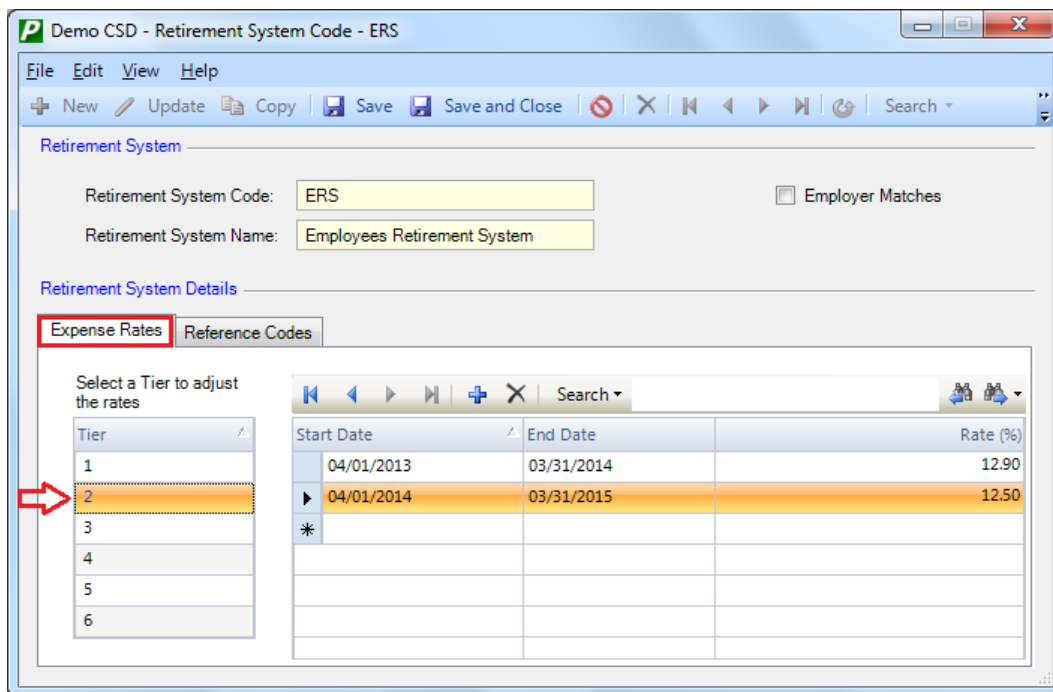 Demo CSD - Retirement System Code - ERS
File Edit View Help
New Update Copy Save Save and Close Search
Retirement System
Retirement System Code: ERS Employer Matches
Retirement System Name: Employees Retirement System
Retirement System Details
Expense Rates Reference Codes
Select a Tier to adjust
the rates
Search
Tier Start Date End Date Rate (%)
1 04/01/2013 03/31/2014 12.90
2 04/01/2014 03/31/2015 12.50
3
4
5
6